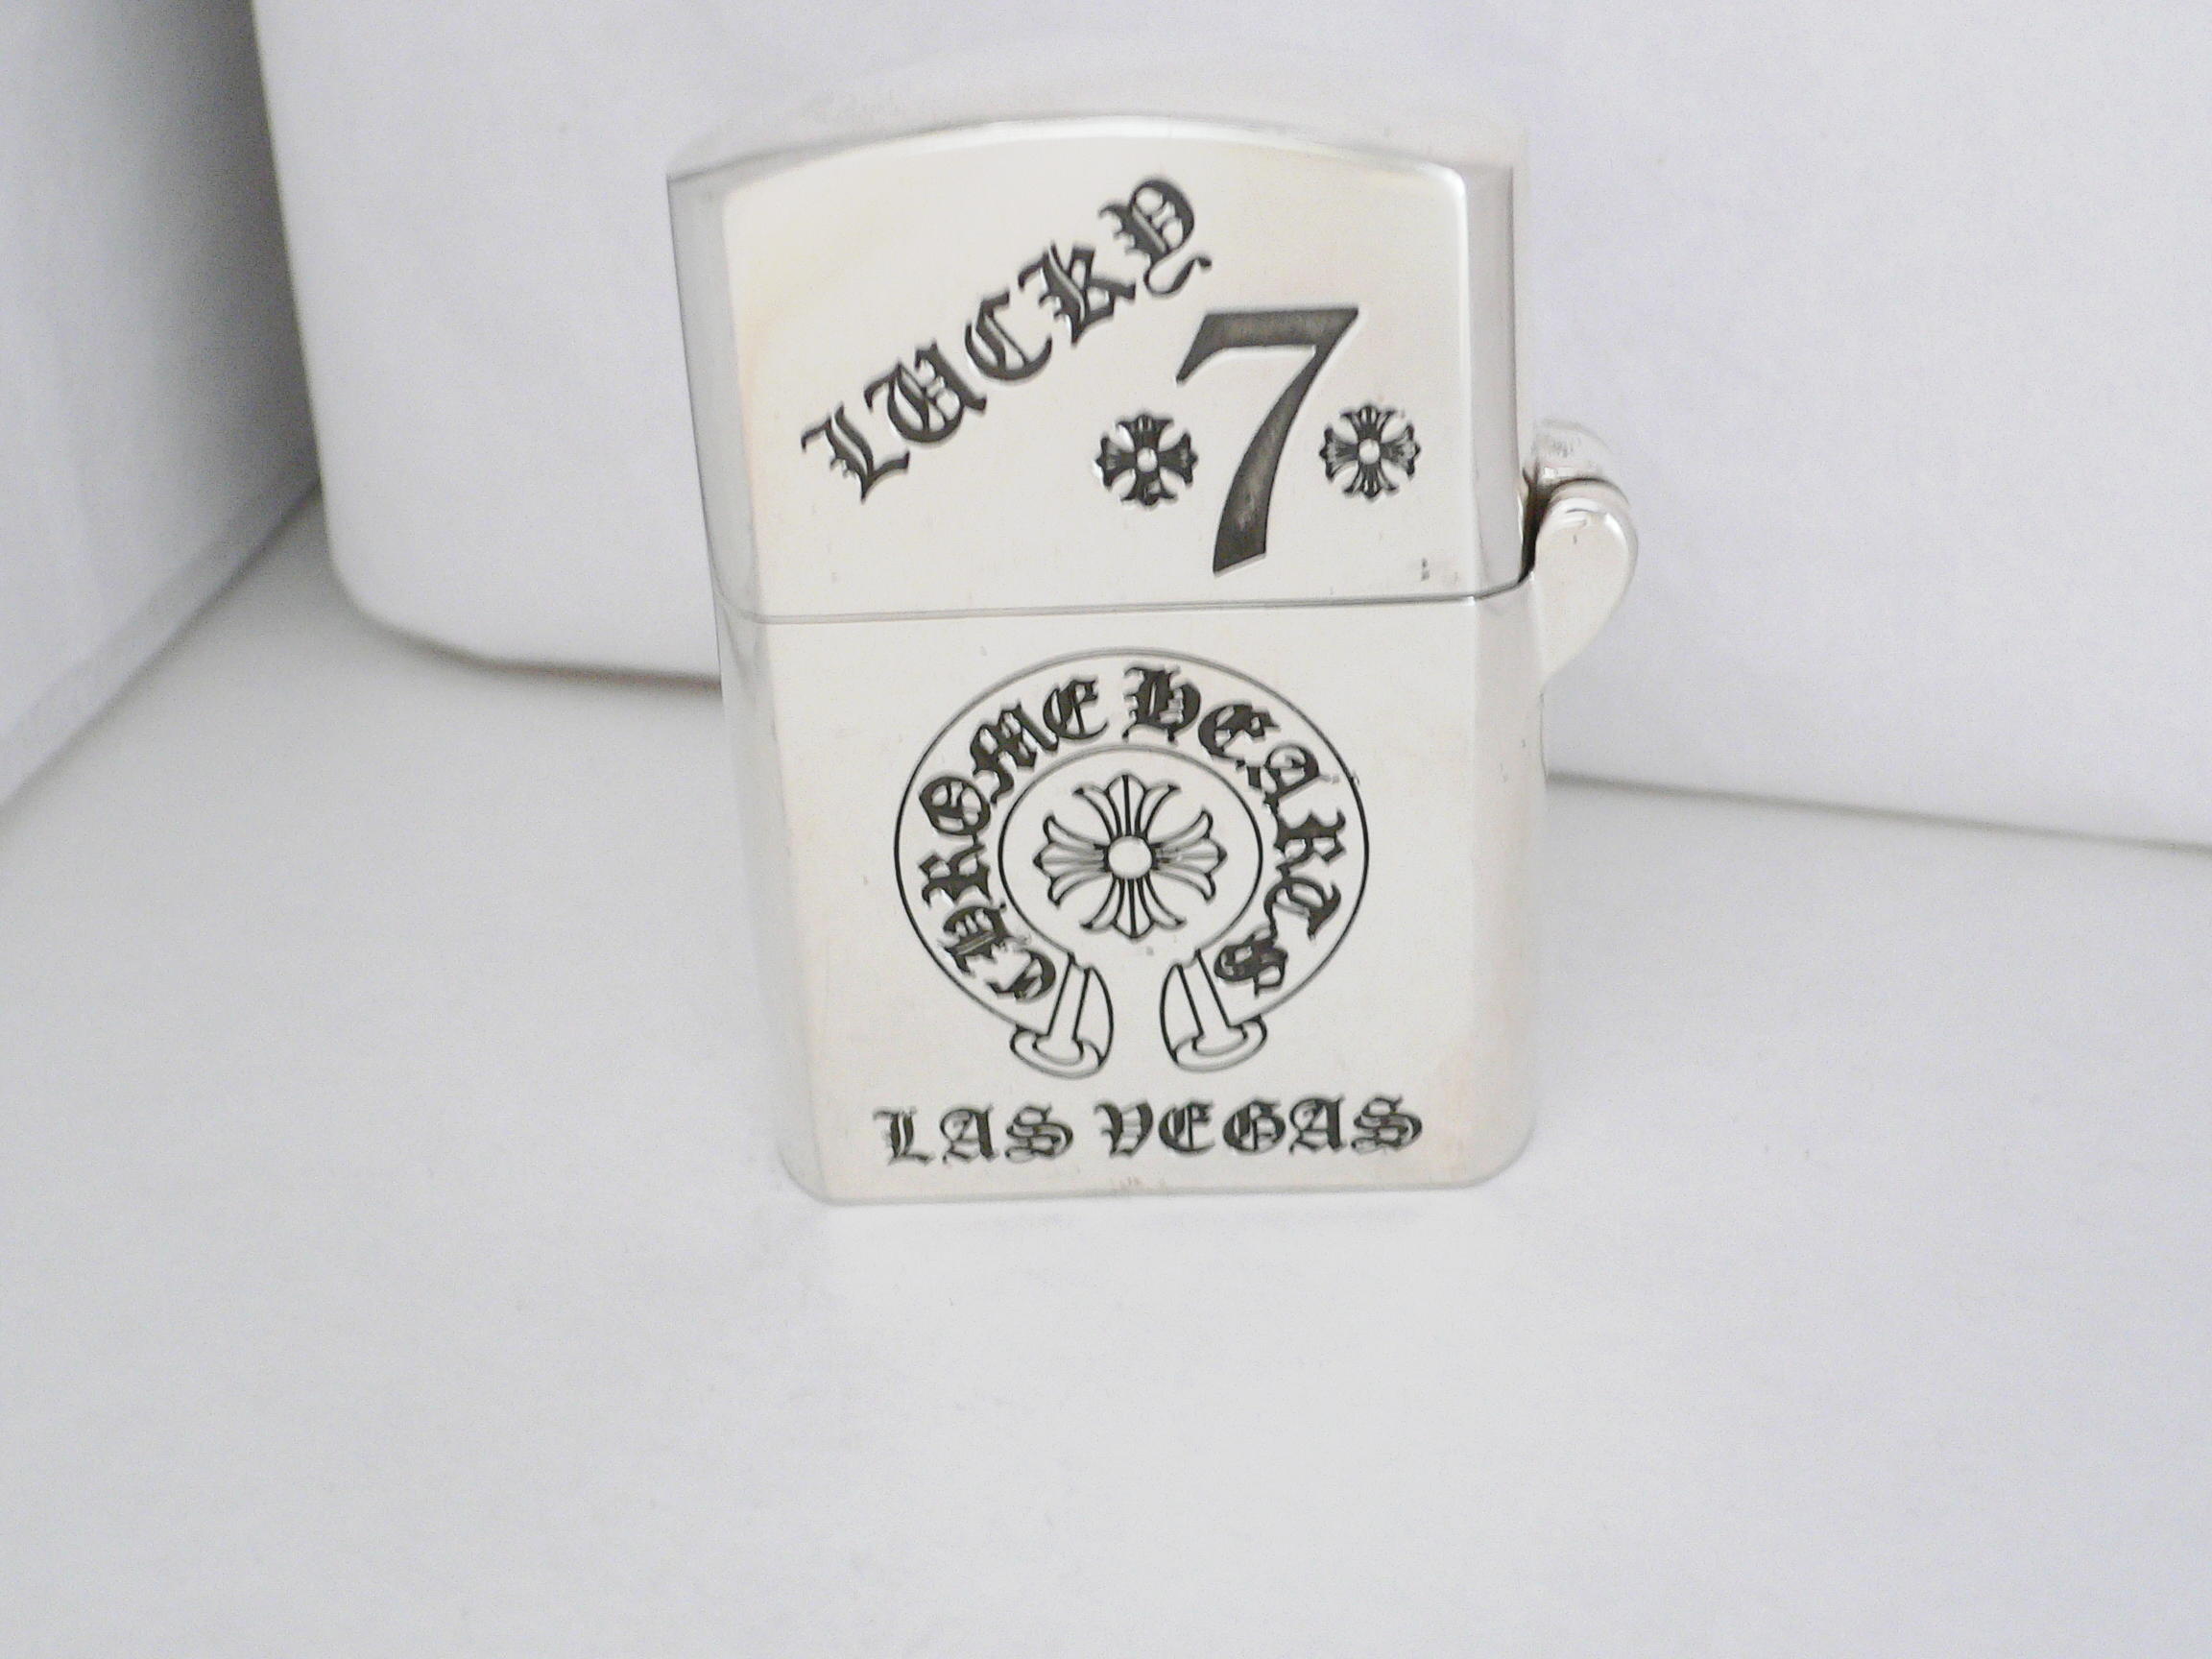 LUCKY
7
CHROME HEARTS
LAS VEGAS